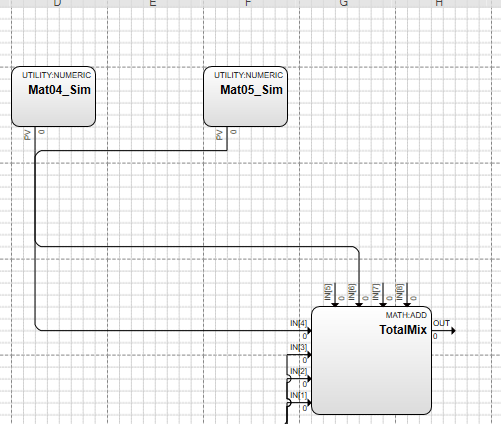 D E F G H
UTILITY:NUMERIC
Mat04_Sim
PV
0
UTILITY:NUMERIC
Mat05_Sim
PV
0
IN[5]
0
IN[6]
0
IN[7]
0
IN[8]
0
MATH:ADD
TotalMix
IN[4]
0
IN[3]
0
IN[2]
0
IN[1]
0
OUT
0